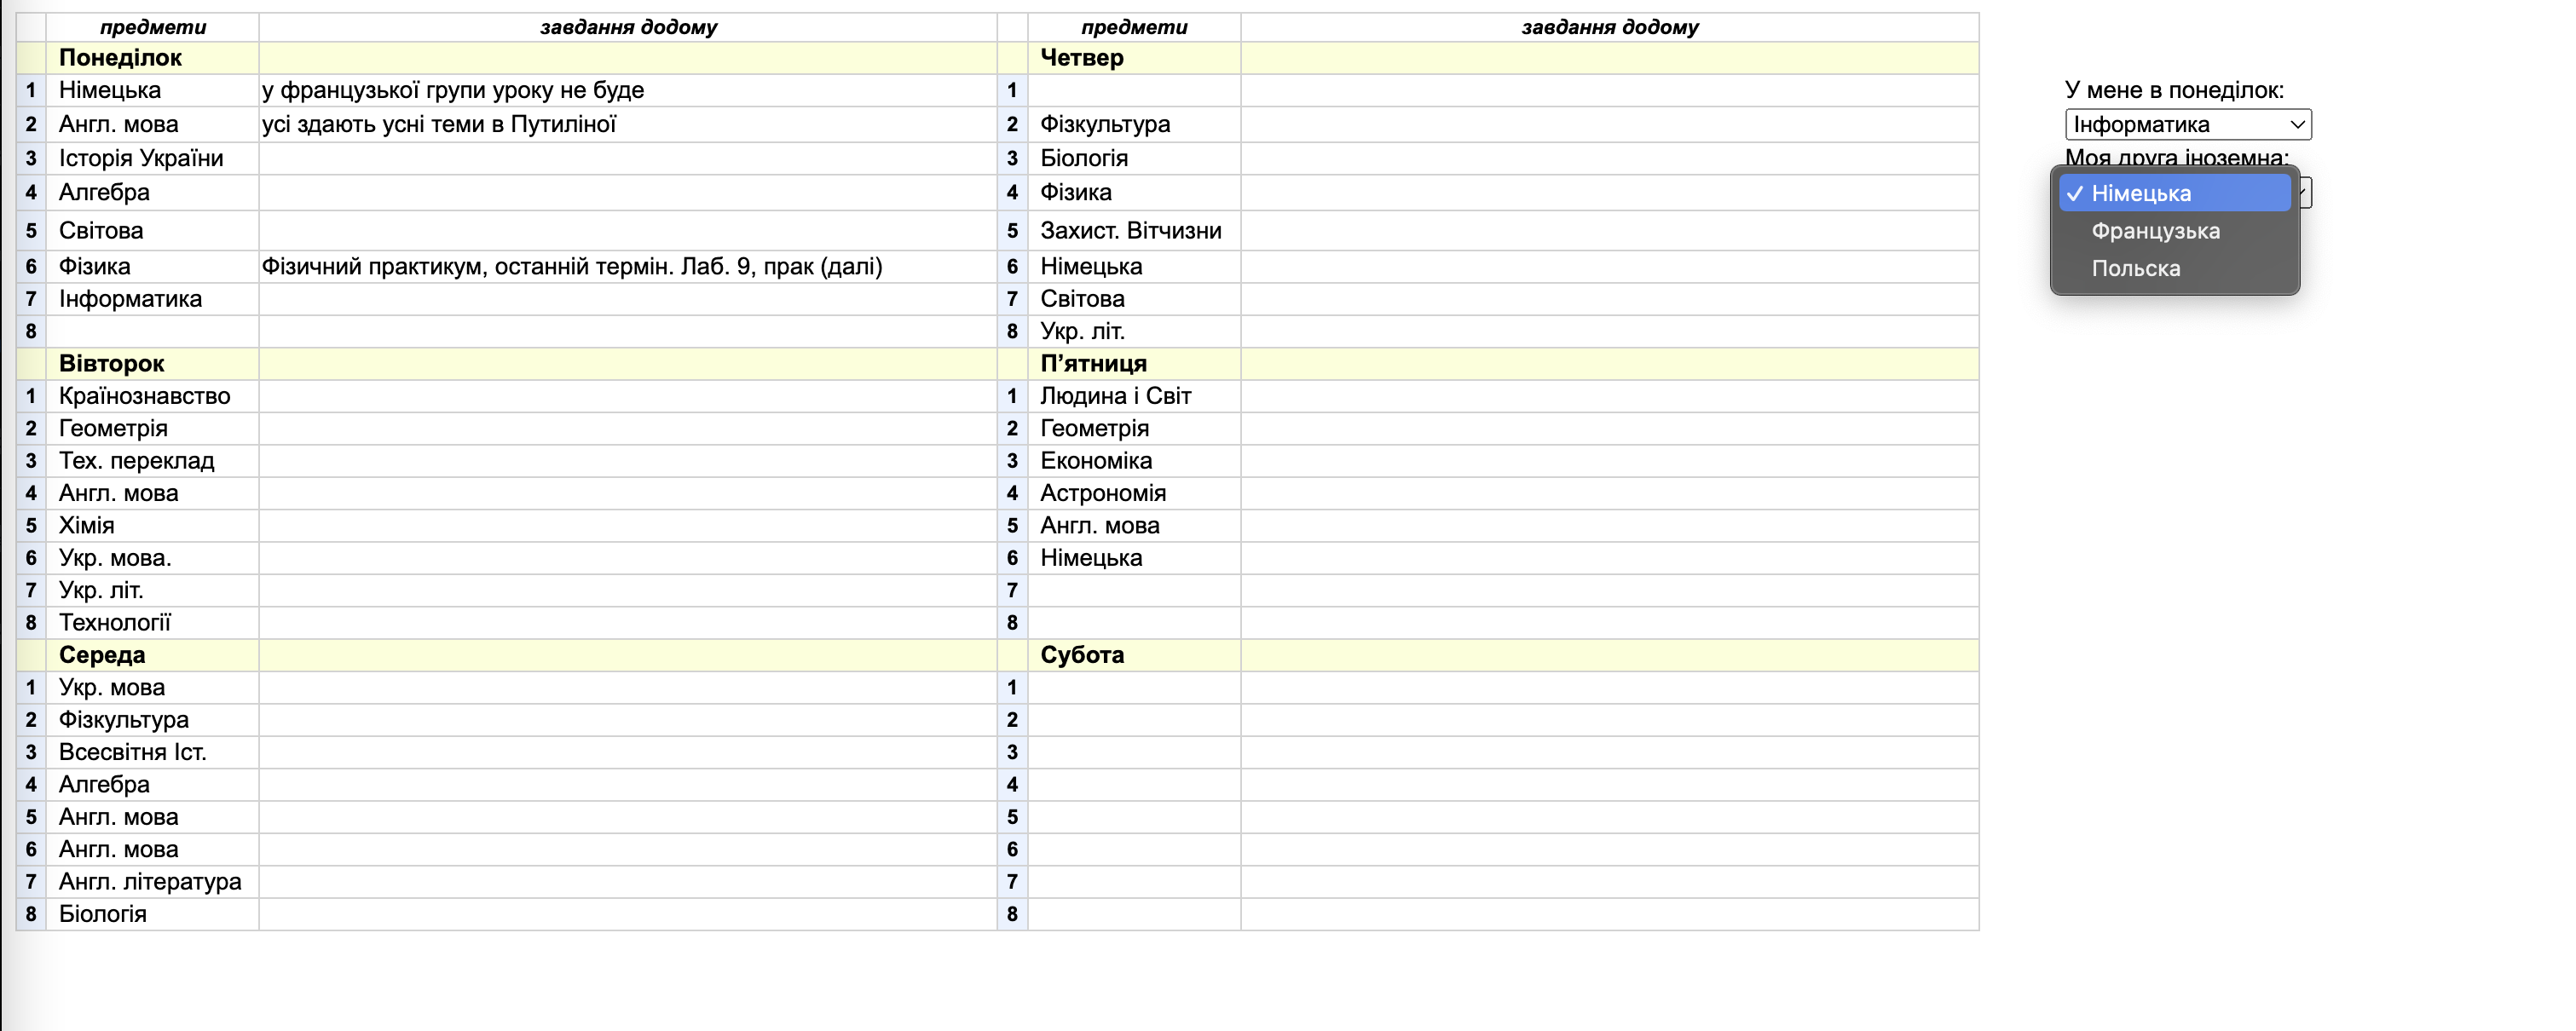 предмети завдання додому предмети завдання додому
Понеділок Четвер
1 Німецька у французької групи уроку не буде 1
2 Англ. мова усі здають усні теми в Путиліної 2 Фізкультура
3 Історія України 3 Біологія
4 Алгебра 4 Фізика
5 Світова 5 Захист. Вітчизни
6 Фізика Фізичний практикум, останній термін. Лаб. 9, прак (далі) 6 Німецька
7 Інформатика 7 Світова
8 8 Укр. літ.
Вівторок П’ятниця
1 Країнознавство 1 Людина і Світ
2 Геометрія 2 Геометрія
3 Тех. переклад 3 Економіка
4 Англ. мова 4 Астрономія
5 Хімія 5 Англ. мова
6 Укр. мова. 6 Німецька
7 Укр. літ. 7
8 Технології 8
Середа Субота
1 Укр. мова 1
2 Фізкультура 2
3 Всесвітня Іст. 3
4 Алгебра 4
5 Англ. мова 5
6 Англ. мова 6
7 Англ. література 7
8 Біологія 8
У мене в понеділок:
Інформатика
Моя друга іноземна:
Німецька
Французька
Польска